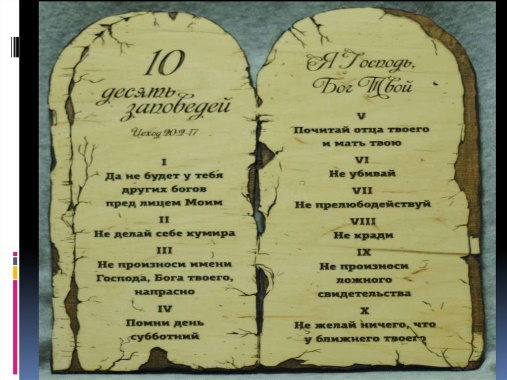 10
десять
заповедей
Исход 20:2-17
I
Да не будет у тебя
других богов
пред лицем Моим
II
Не делай себе кумира
III
Не произноси имени
Господа, Бога твоего,
напрасно
IV
Помни день
субботний
Я Господь,
Бог Твой
V
Почитай отца твоего
и мать твою
VI
Не убивай
VII
Не прелюбодействуй
VIII
Не кради
IX
Не произноси
ложного
свидетельства
X
Не желай ничего, что
у ближнего твоего